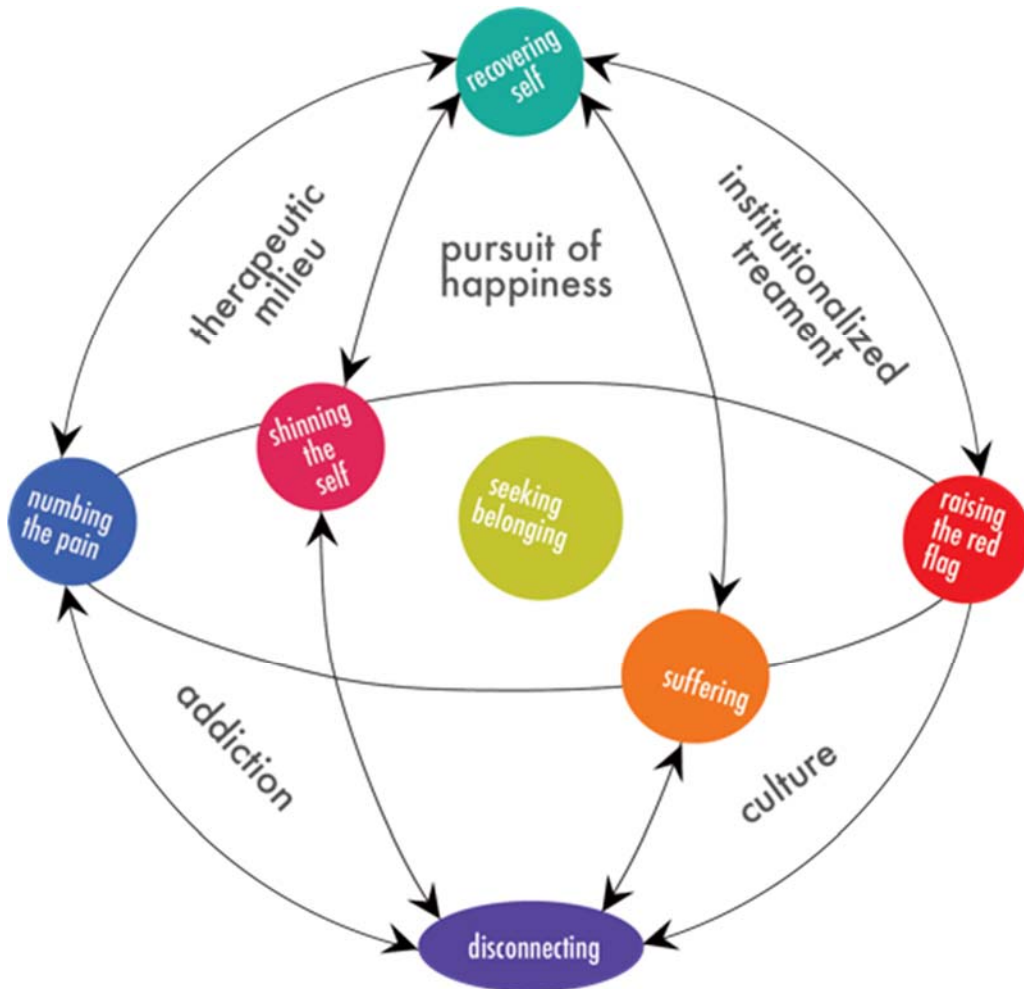 recovering
self
therapeutic
milieu
pursuit of
happiness
institutionalized
treament
shinning
the
self
numbing
the pain
seeking
belonging
raising
the red
flag
suffering
addiction
culture
disconnecting